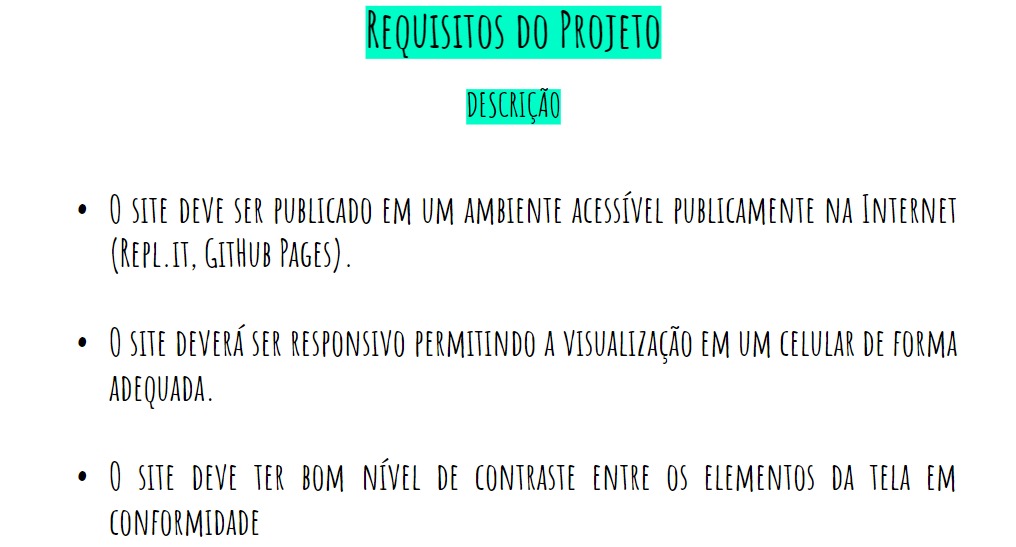 Requisitos do Projeto
descrição
• O site deve ser publicado em um ambiente acessível publicamente na Internet
(Repl.it, GitHub Pages).
• O site deverá ser responsivo permitindo a visualização em um celular de forma
adequada.
• O site deve ter bom nível de contraste entre os elementos da tela em
conformidade